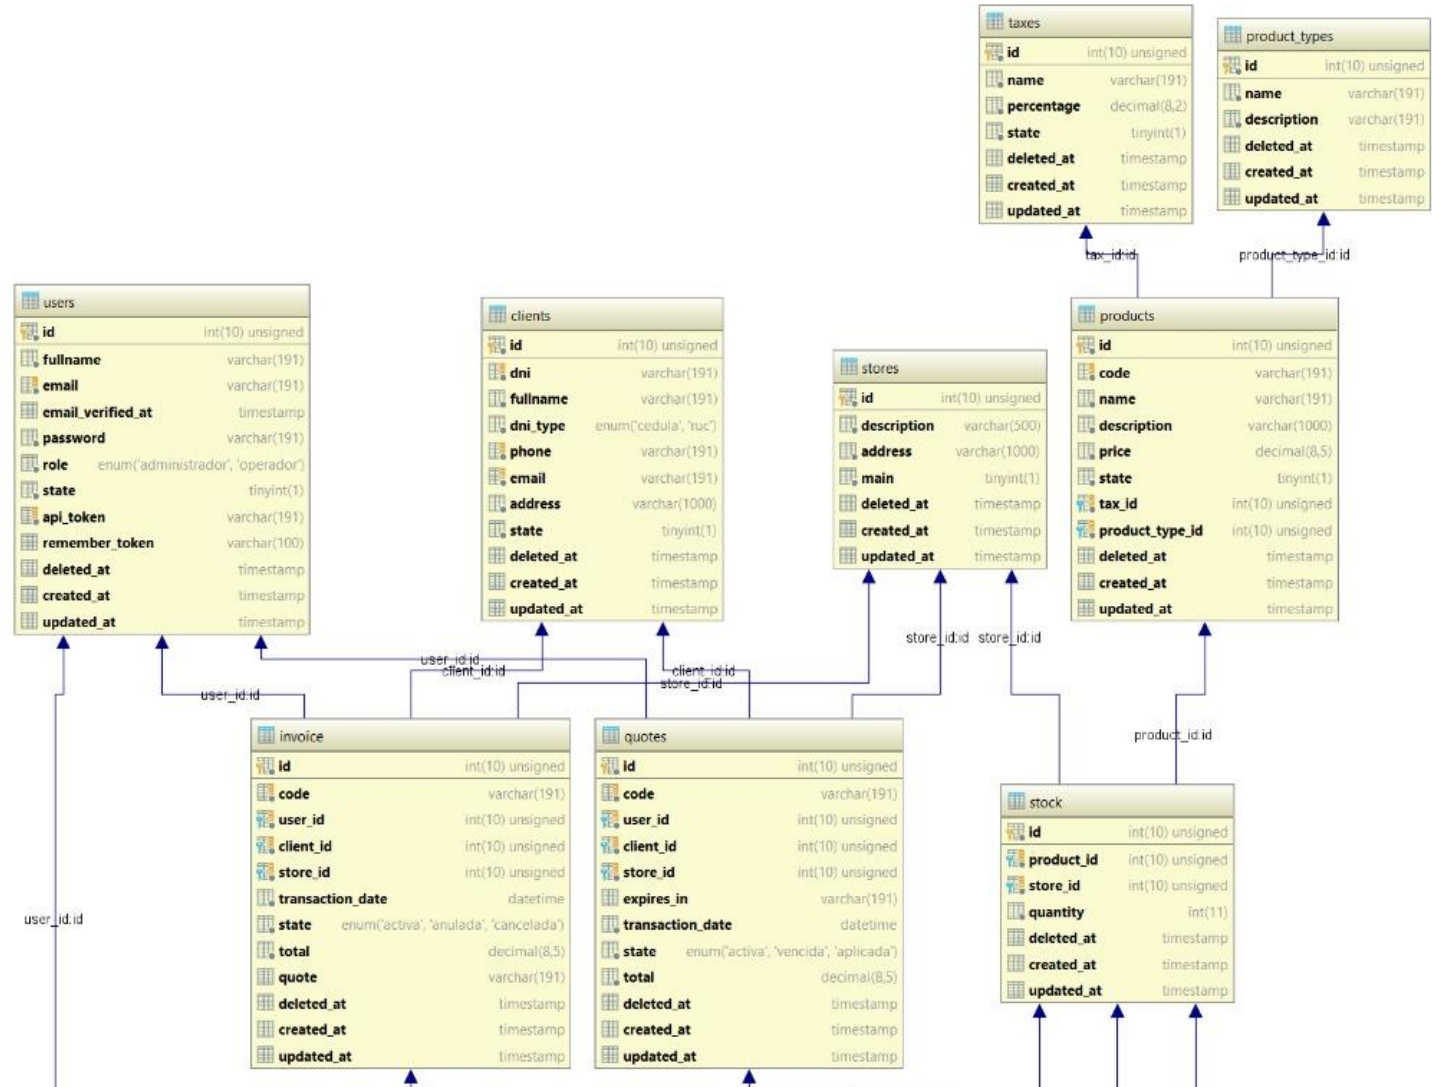 taxes
id int(10) unsigned
name varchar(191)
percentage decimal(8,2)
state tinyint(1)
deleted_at timestamp
created_at timestamp
updated_at timestamp
product_types
id int(10) unsigned
name varchar(191)
description varchar(191)
deleted_at timestamp
created_at timestamp
updated_at timestamp
tax_id:id
product_type_id:id
users
id int(10) unsigned
fullname varchar(191)
email varchar(191)
email_verified_at timestamp
password varchar(191)
role enum('administrador', 'operador')
state tinyint(1)
api_token varchar(191)
remember_token varchar(100)
deleted_at timestamp
created_at timestamp
updated_at timestamp
clients
id int(10) unsigned
dni varchar(191)
fullname varchar(191)
dni_type enum('cedula', 'ruc')
phone varchar(191)
email varchar(191)
address varchar(1000)
state tinyint(1)
deleted_at timestamp
created_at timestamp
updated_at timestamp
stores
id int(10) unsigned
description varchar(500)
address varchar(1000)
main tinyint(1)
deleted_at timestamp
created_at timestamp
updated_at timestamp
products
id int(10) unsigned
code varchar(191)
name varchar(191)
description varchar(1000)
price decimal(8,5)
state tinyint(1)
tax_id int(10) unsigned
product_type_id int(10) unsigned
deleted_at timestamp
created_at timestamp
updated_at timestamp
store_id:id
store_id:id
user_id:id
client_id:id
client_id:id
store_id:id
user_id:id
product_id:id
invoice
id int(10) unsigned
code varchar(191)
user_id int(10) unsigned
client_id int(10) unsigned
store_id int(10) unsigned
transaction_date datetime
state enum('activa', 'anulada', 'cancelada')
total decimal(8,5)
quote varchar(191)
deleted_at timestamp
created_at timestamp
updated_at timestamp
quotes
id int(10) unsigned
code varchar(191)
user_id int(10) unsigned
client_id int(10) unsigned
store_id int(10) unsigned
expires_in varchar(191)
transaction_date datetime
state enum('activa', 'vencida', 'aplicada')
total decimal(8,5)
deleted_at timestamp
created_at timestamp
updated_at timestamp
stock
id int(10) unsigned
product_id int(10) unsigned
store_id int(10) unsigned
quantity int(11)
deleted_at timestamp
created_at timestamp
updated_at timestamp
user_id:id